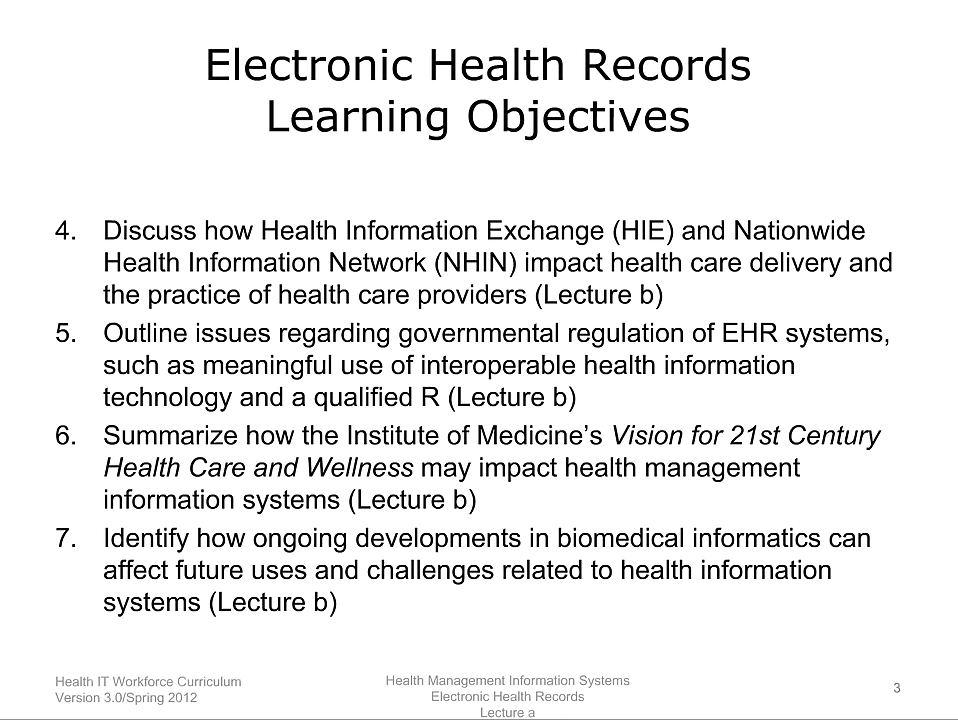 Electronic Health Records
Learning Objectives
4. Discuss how Health Information Exchange (HIE) and Nationwide
Health Information Network (NHIN) impact health care delivery and
the practice of health care providers (Lecture b)
5. Outline issues regarding governmental regulation of EHR systems,
such as meaningful use of interoperable health information
technology and a qualified R (Lecture b)
6. Summarize how the Institute of Medicine’s Vision for 21st Century
Health Care and Wellness may impact health management
information systems (Lecture b)
7. Identify how ongoing developments in biomedical informatics can
affect future uses and challenges related to health information
systems (Lecture b)
Health IT Workforce Curriculum
Version 3.0/Spring 2012
Health Management Information Systems
Electronic Health Records
Lecture a
3